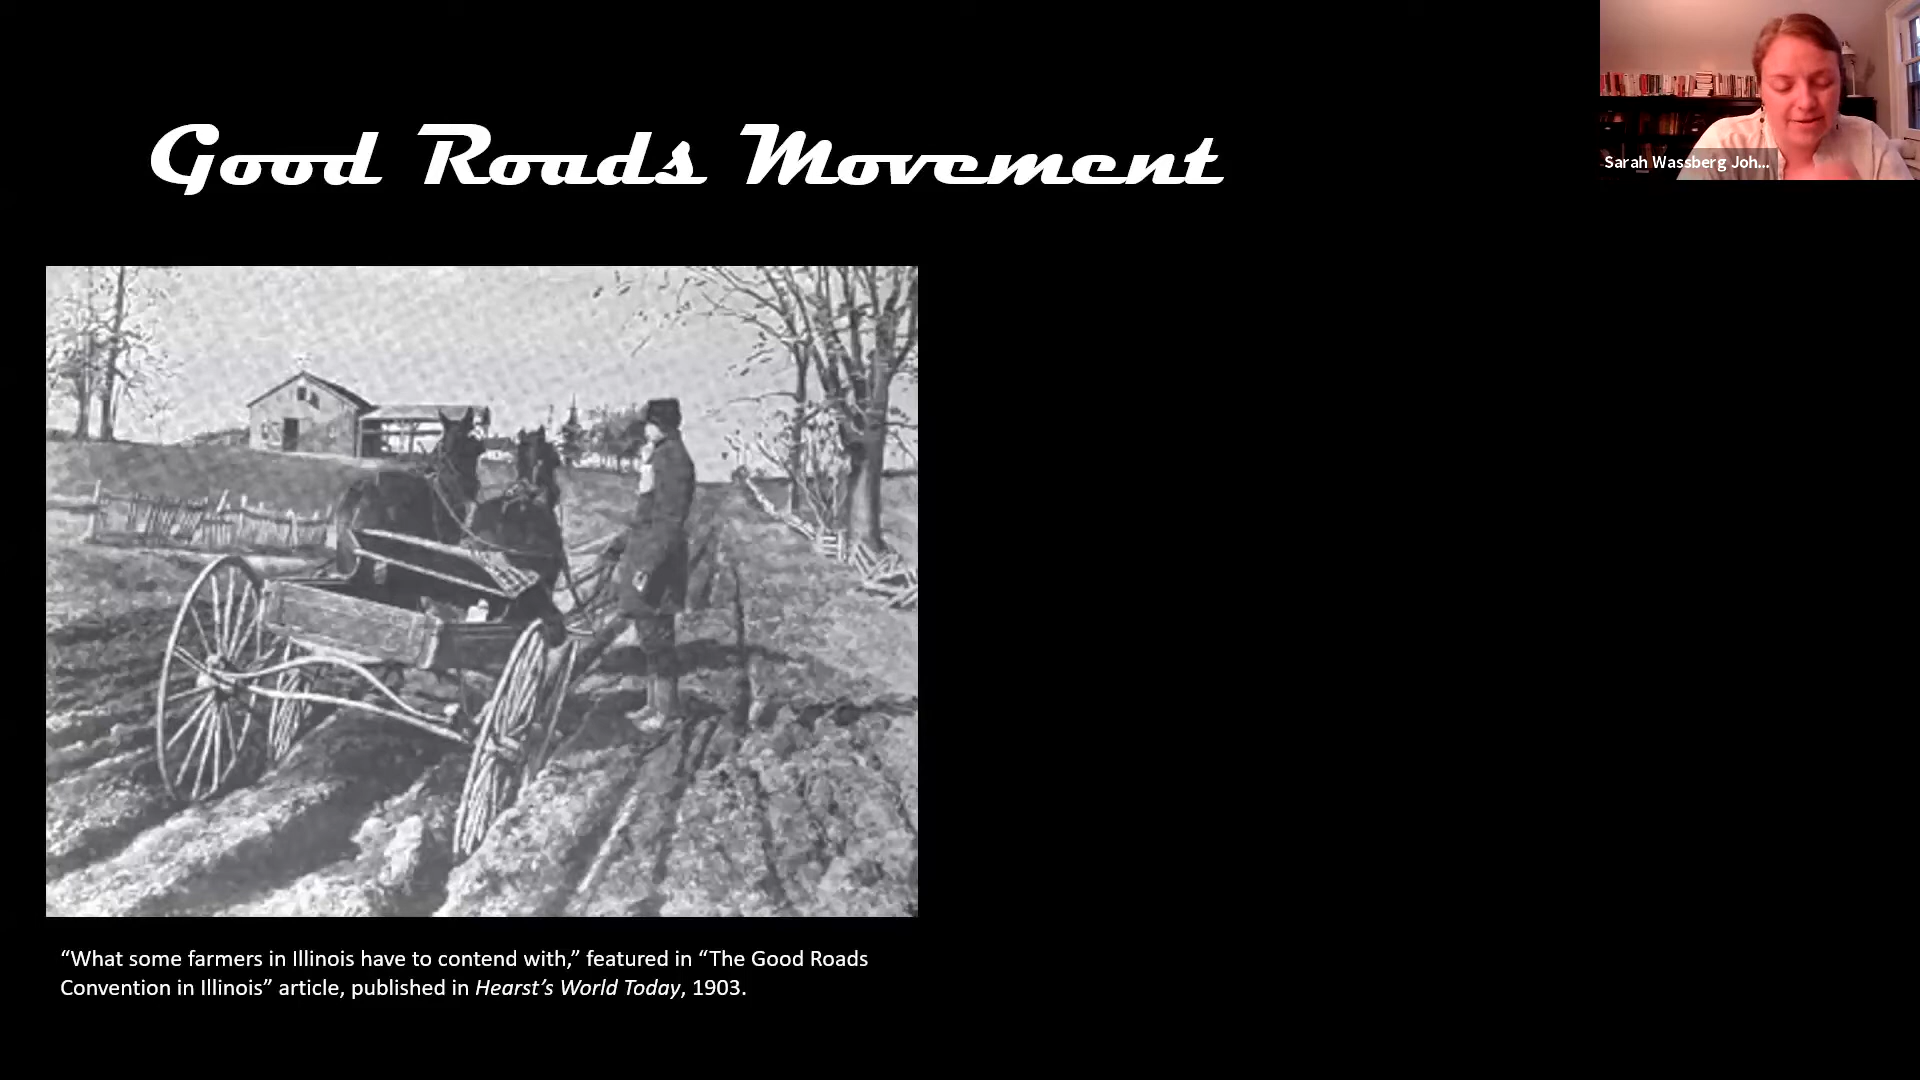 Good Roads Movement
Sarah Wassberg Joh...
“What some farmers in Illinois have to contend with,” featured in “The Good Roads
Convention in Illinois” article, published in Hearst’s World Today, 1903.